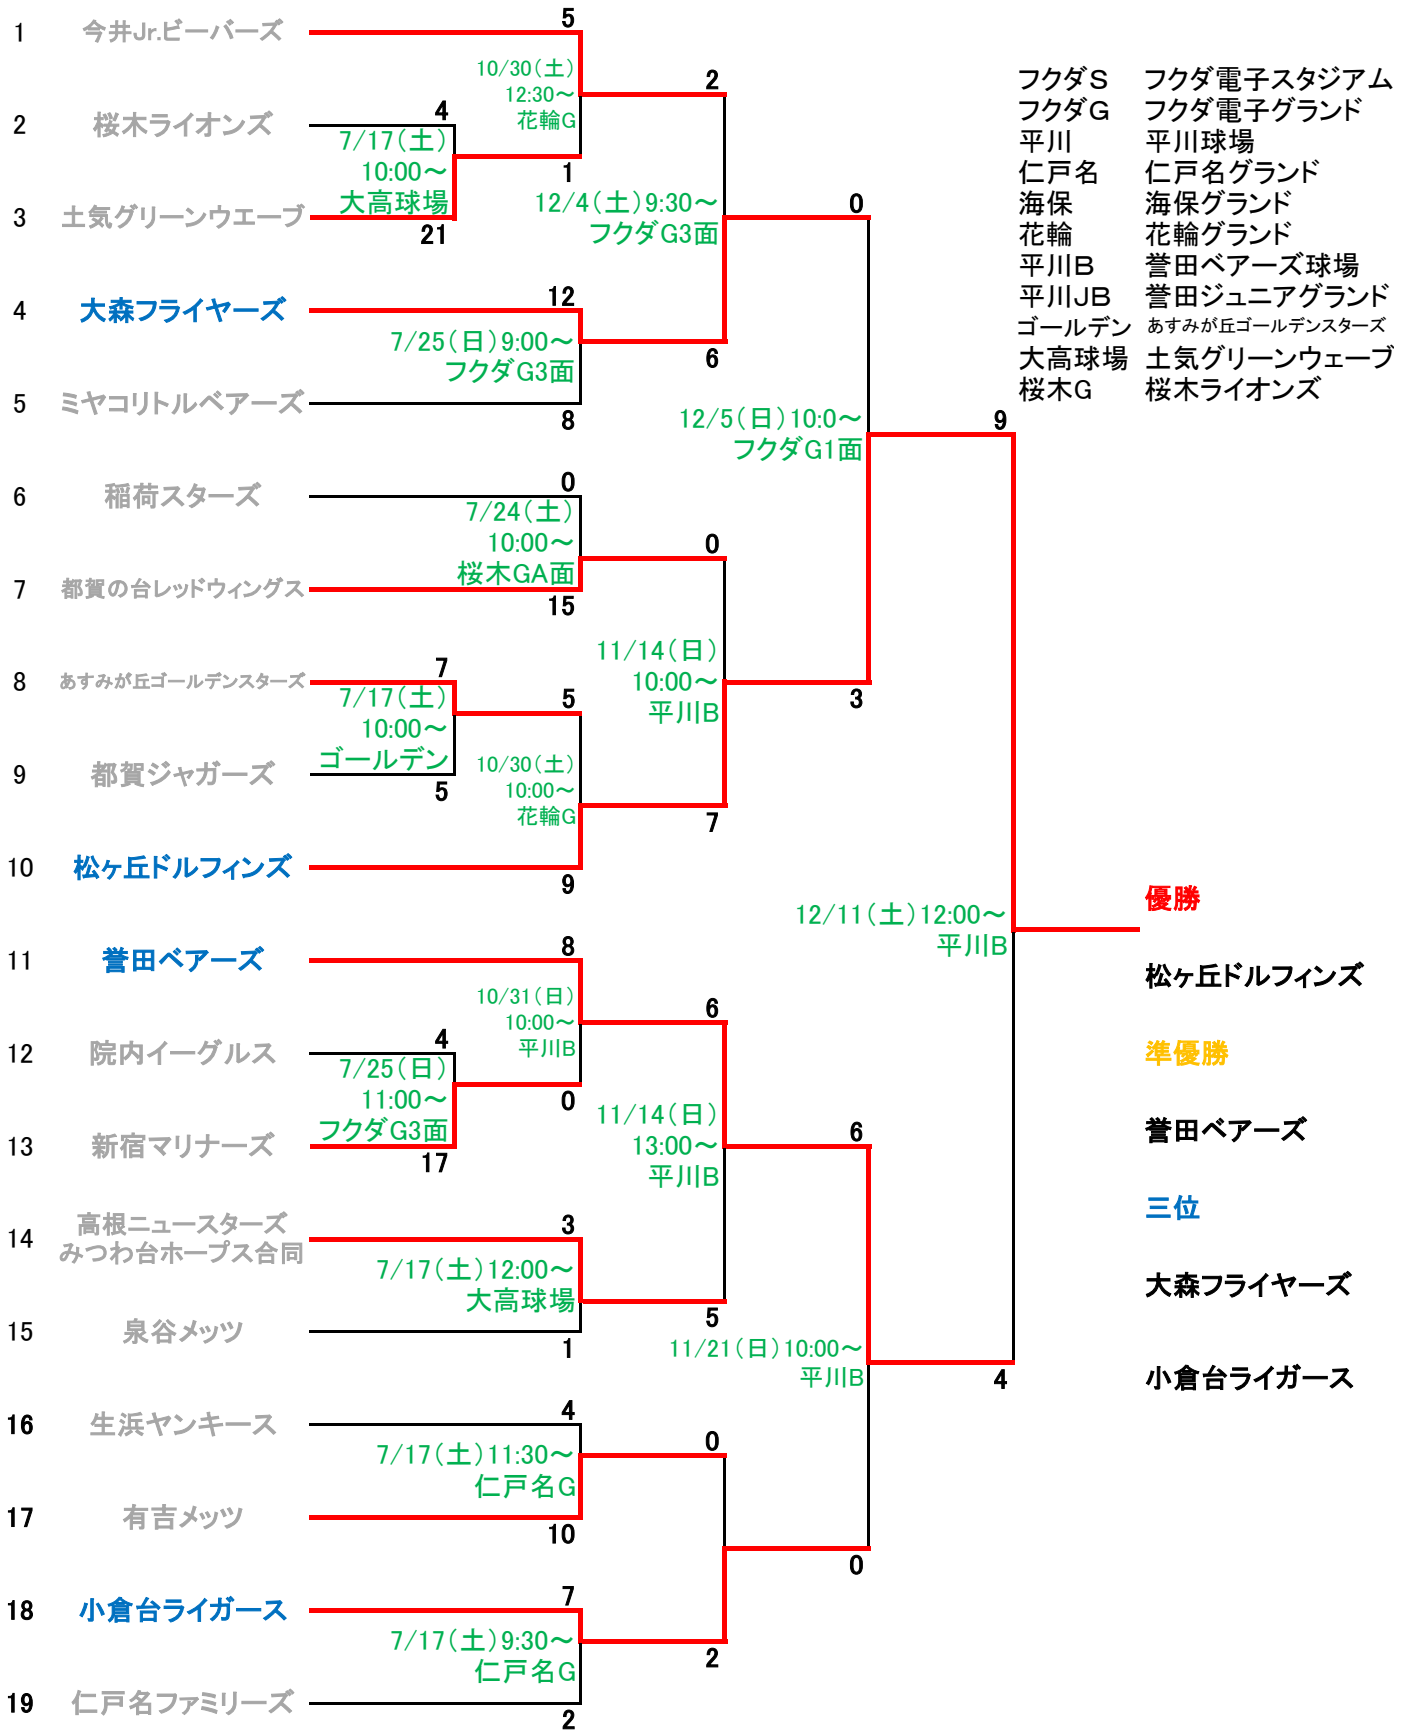 1 今井Jr.ビーバーズ
5
10/30(土)
12:30～
花輪G
2 桜木ライオンズ
4
7/17(土)
10:00～
大高球場
1
3 土気グリーンウエーブ
21
2
12/4(土)9:30～
フクダG3面
4 大森フライヤーズ
12
7/25(日)9:00～
フクダG3面
6
5 ミヤコリトルベアーズ
8
0
12/5(日)10:0～
フクダG1面
9
6 稲荷スターズ
0
7/24(土)
10:00～
桜木GA面
0
7 都賀の台レッドウィングス
15
11/14(日)
10:00～
平川B
3
8 あすみが丘ゴールデンスターズ
7
7/17(土)
10:00～
ゴールデン
5
9 都賀ジャガーズ
5
10/30(土)
10:00～
花輪G
7
10 松ヶ丘ドルフィンズ
9
12/11(土)12:00～
平川B
11 誉田ベアーズ
8
10/31(日)
10:00～
平川B
6
12 院内イーグルス
4
7/25(日)
11:00～
フクダG3面
0
13 新宿マリナーズ
17
11/14(日)
13:00～
平川B
6
14 高根ニュースターズ
みつわ台ホープス合同
3
7/17(土)12:00～
大高球場
5
15 泉谷メッツ
1
11/21(日)10:00～
平川B
4
16 生浜ヤンキース
4
7/17(土)11:30～
仁戸名G
0
17 有吉メッツ
10
0
18 小倉台ライガース
7
7/17(土)9:30～
仁戸名G
2
19 仁戸名ファミリーズ
2
フクダS フクダ電子スタジアム
フクダG フクダ電子グランド
平川 平川球場
仁戸名 仁戸名グランド
海保 海保グランド
花輪 花輪グランド
平川B 誉田ベアーズ球場
平川JB 誉田ジュニアグランド
ゴールデン あすみが丘ゴールデンスターズ
大高球場 土気グリーンウェーブ
桜木G 桜木ライオンズ
優勝
松ヶ丘ドルフィンズ
準優勝
誉田ベアーズ
三位
大森フライヤーズ
小倉台ライガース